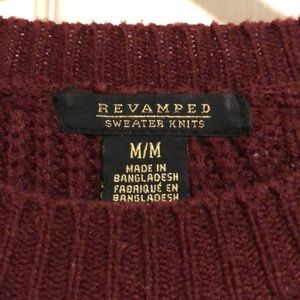 REVAMPED
SWEATER KNITS
M/M
MADE IN
BANGLADESH
FABRIQUÉ EN
BANGLADESH